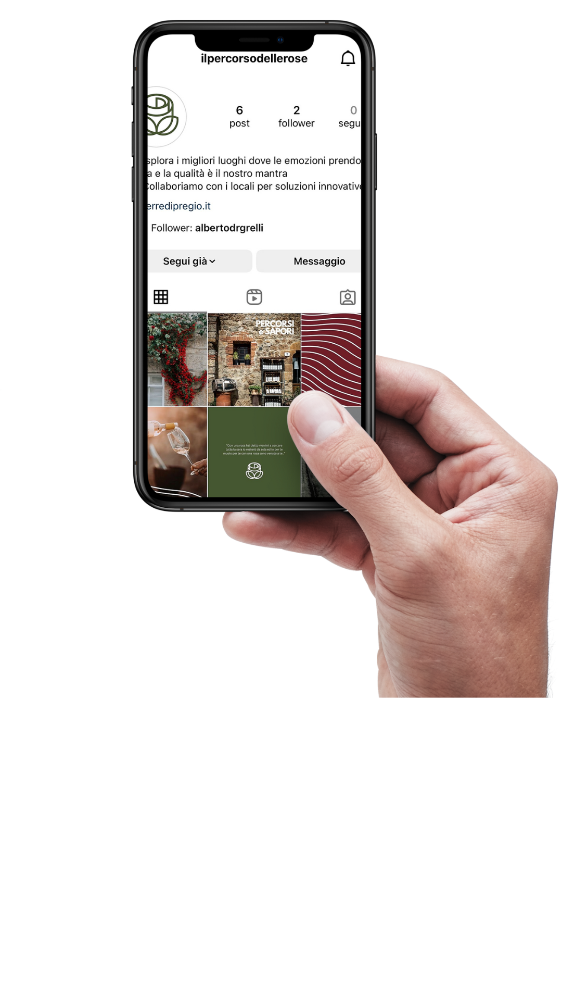 ilpercorsodellerose
6 2 0
post follower segu
splora i migliori luoghi dove le emozioni prendo
a e la qualità è il nostro mantra
Collaboriamo con i locali per soluzioni innovative
erredipregio.it
Follower: albertodrgrelli
Segui già Messaggio
PERCORSI
e SAPORI
"Con una rosa hai detto vienimi a cercare
tutta la sera io resterò da sola ed io per te
muoio per te con una rosa sono venuto a te.."